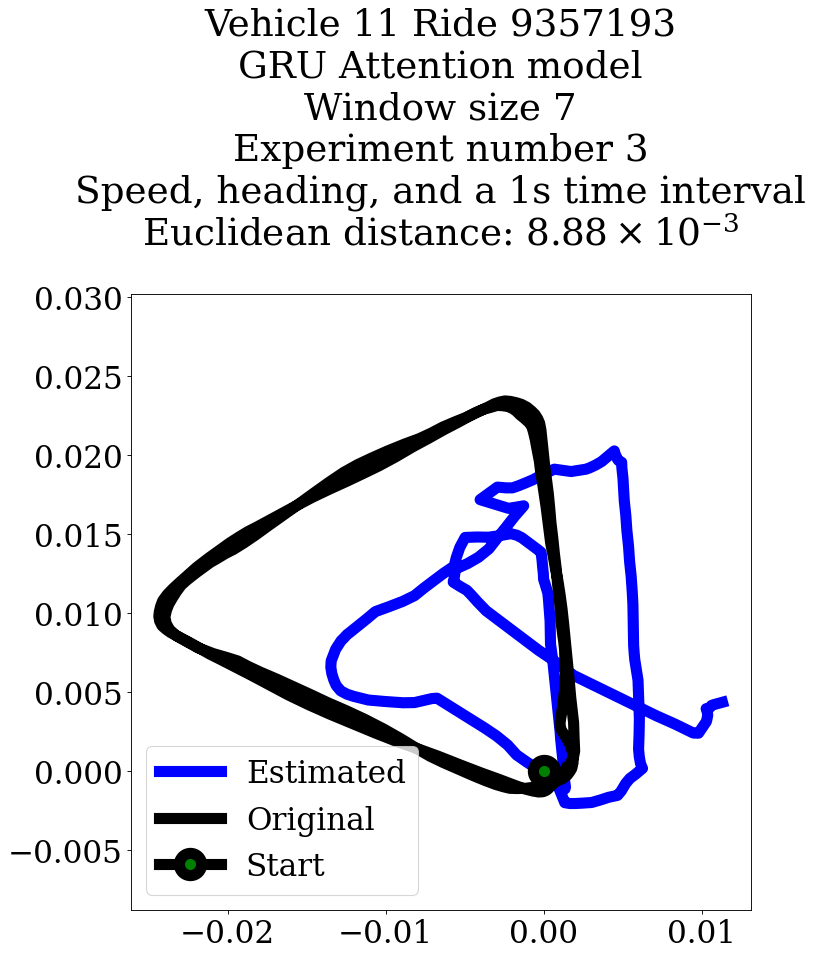 Vehicle 11 Ride 9357193
GRU Attention model
Window size 7
Experiment number 3
Speed, heading, and a 1s time interval
Euclidean distance: 8.88 × 10⁻³
0.030
0.025
0.020
0.015
0.010
0.005
0.000
−0.005
Estimated
Original
Start
−0.02 −0.01 0.00 0.01